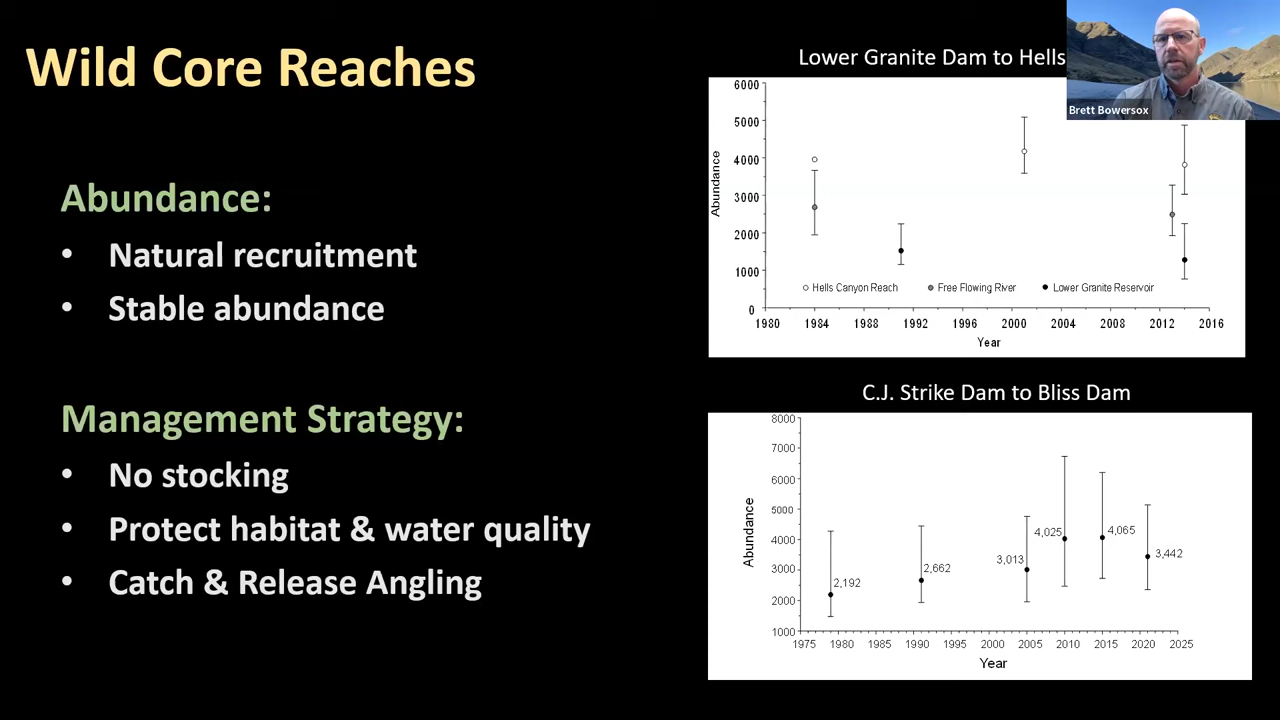 Wild Core Reaches
Abundance:
• Natural recruitment
• Stable abundance
Management Strategy:
• No stocking
• Protect habitat & water quality
• Catch & Release Angling
Lower Granite Dam to Hells
Brett Bowersox
6000
5000
4000
3000
2000
1000
0
Abundance
Hells Canyon Reach Free Flowing River Lower Granite Reservoir
1980 1984 1988 1992 1996 2000 2004 2008 2012 2016
Year
C.J. Strike Dam to Bliss Dam
8000
7000
6000
5000
4000
3000
2000
1000
Abundance
2,192
2,662
3,013
4,025
4,065
3,442
1975 1980 1985 1990 1995 2000 2005 2010 2015 2020 2025
Year